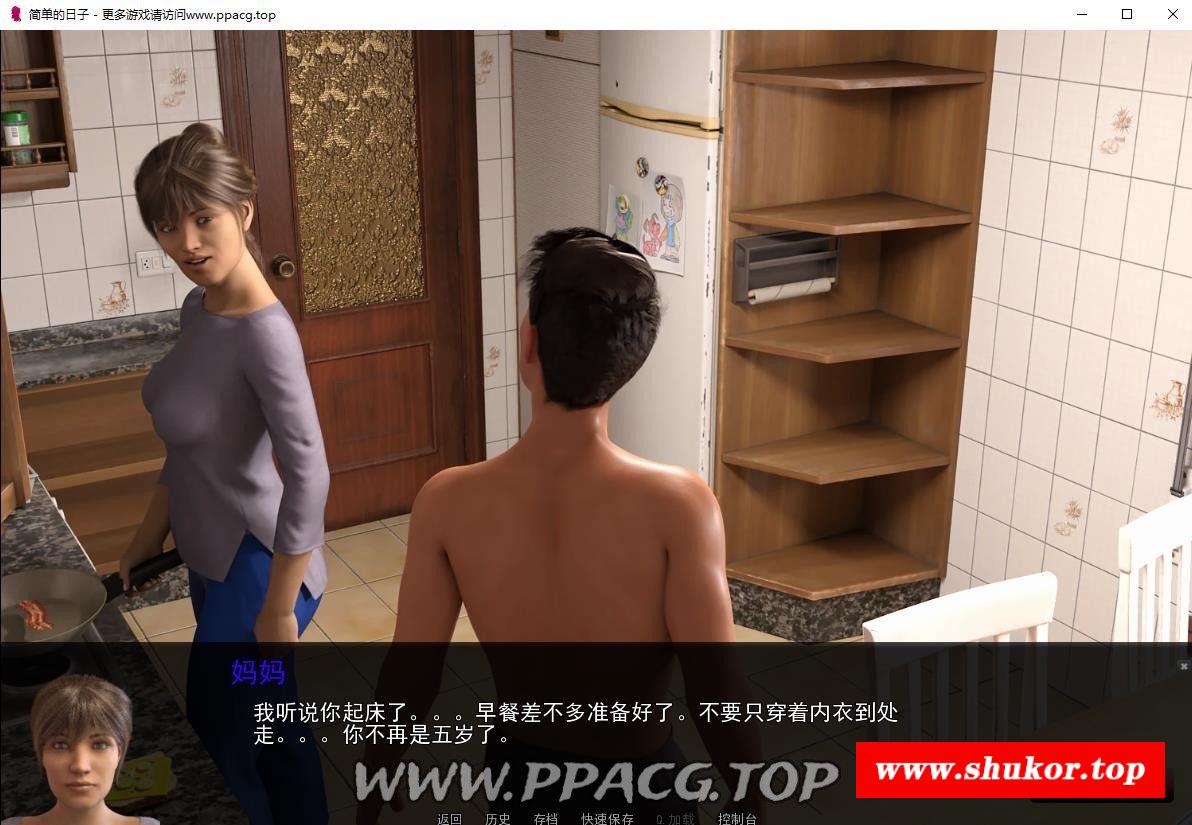 简单的日子 - 更多游戏请访问www.ppacg.top
妈妈
我听说你起床了。。。早餐差不多准备好了。不要只穿着内衣到处
走。。。你不再是五岁了。
WWW.PPACG.TOP
www.shukor.top
返回 历史 存档 快速保存 Q.加载 控制台